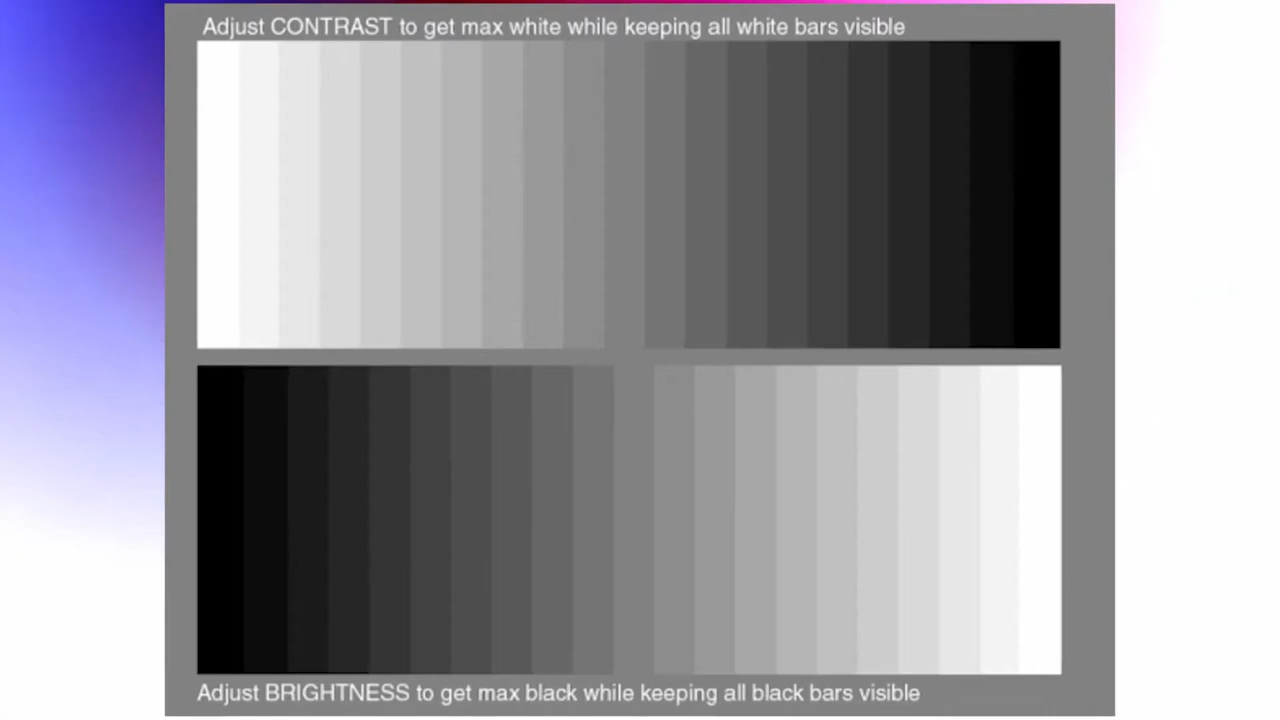 Adjust CONTRAST to get max white while keeping all white bars visible
Adjust BRIGHTNESS to get max black while keeping all black bars visible